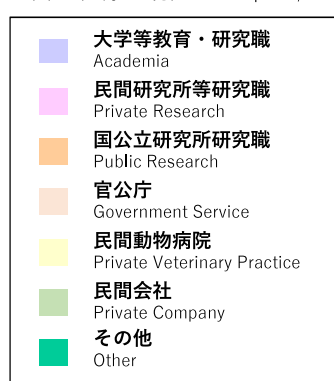 大学等教育・研究職
Academia
民間研究所等研究職
Private Research
国公立研究所研究職
Public Research
官公庁
Government Service
民間動物病院
Private Veterinary Practice
民間会社
Private Company
その他
Other